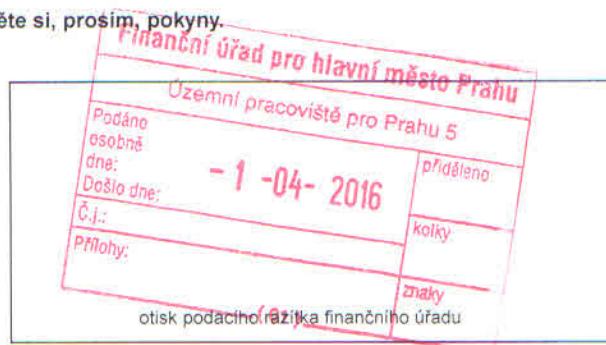 ěte si, prosím, pokyny.
Finanční úřad pro hlavní město Prahu
Územní pracoviště pro Prahu 5
Podáno
osobně
dne:
Došlo dne:
- 1 -04- 2016
přiděleno
Č.j.:
kolky
Přílohy:
znaky
otisk podacího razítka finančního úřadu